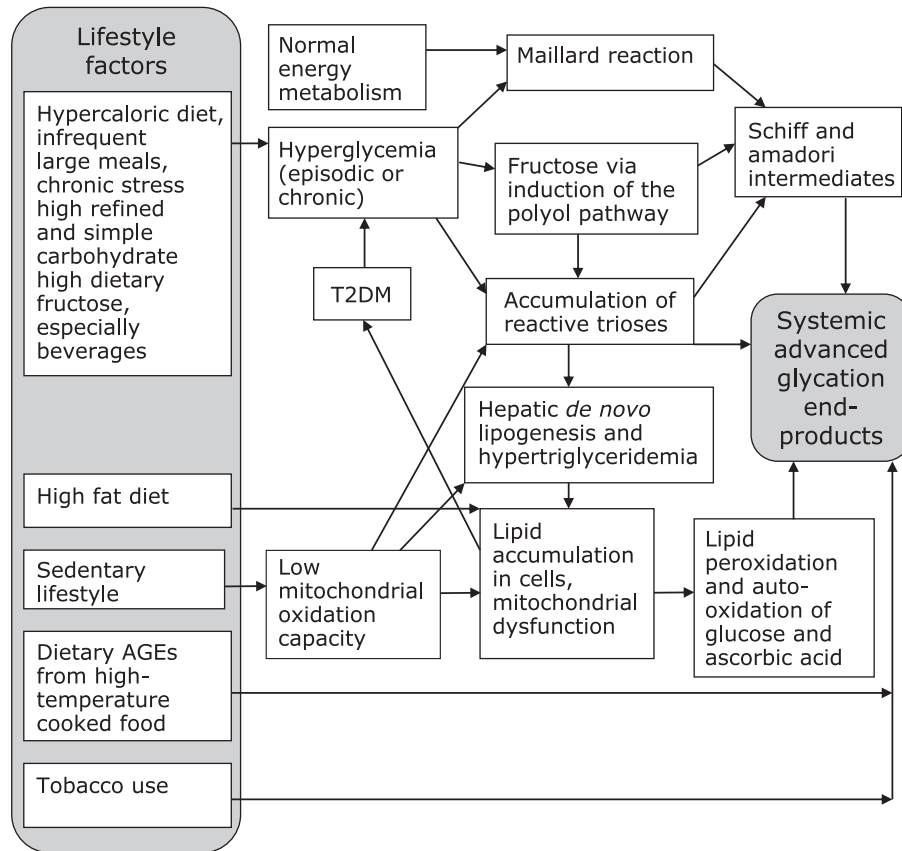 Lifestyle
factors
Hypercaloric diet,
infrequent
large meals,
chronic stress
high refined
and simple
carbohydrate
high dietary
fructose,
especially
beverages
High fat diet
Sedentary
lifestyle
Dietary AGEs
from high-
temperature
cooked food
Tobacco use
Normal
energy
metabolism
Hyperglycemia
(episodic or
chronic)
T2DM
Low
mitochondrial
oxidation
capacity
Maillard reaction
Fructose via
induction of the
polyol pathway
Accumulation of
reactive trioses
Hepatic de novo
lipogenesis and
hypertriglyceridemia
Lipid
accumulation
in cells,
mitochondrial
dysfunction
Schiff and
amadori
intermediates
Systemic
advanced
glycation
end-
products
Lipid
peroxidation
and auto-
oxidation of
glucose and
ascorbic acid